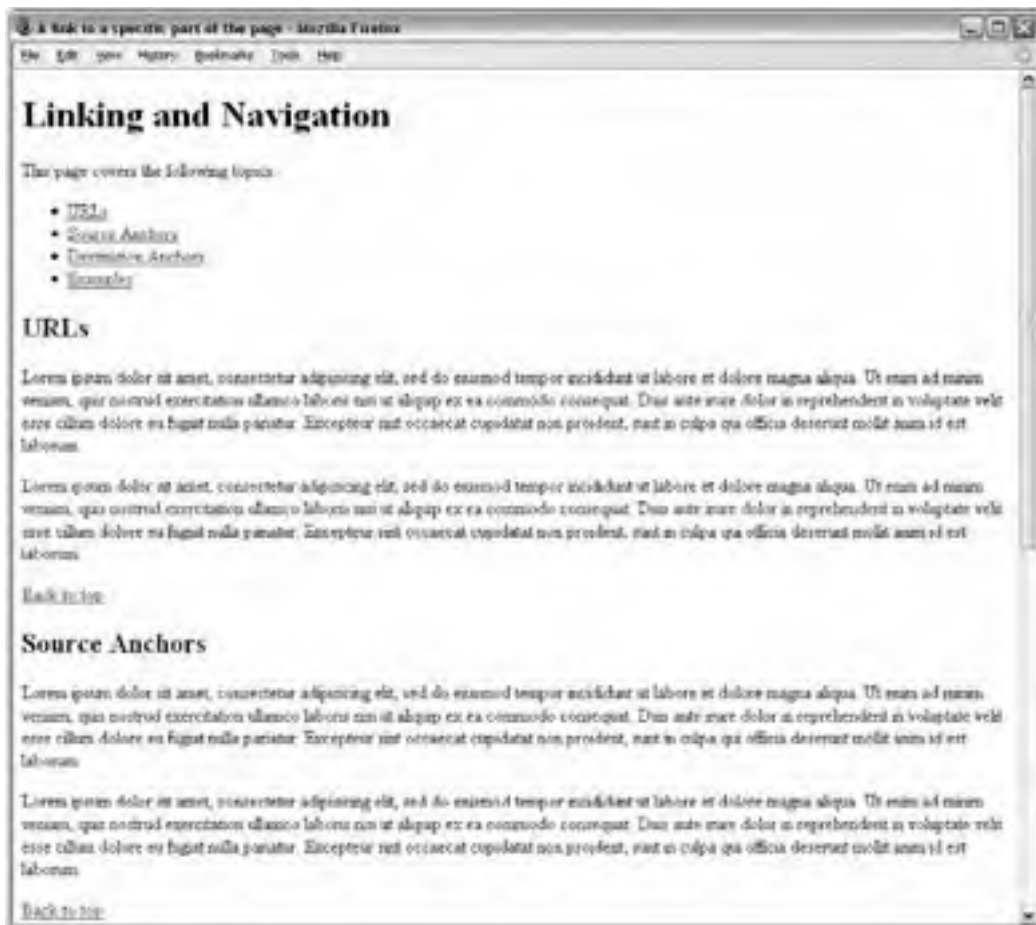 A link to a specific part of the page - Mozilla Firefox
File Edit View History Bookmarks Tools Help
Linking and Navigation
This page covers the following topics
URLs
Source Anchors
Destination Anchors
Examples
URLs
Lorem ipsum dolor sit amet, consectetur adipisicing elit, sed do eiusmod tempor incididunt ut labore et dolore magna aliqua. Ut enim ad minim
veniam, quis nostrud exercitation ullamco laboris nisi ut aliquip ex ea commodo consequat. Duis aute irure dolor in reprehenderit in voluptate velit
esse cillum dolore eu fugiat nulla pariatur. Excepteur sint occaecat cupidatat non proident, sunt in culpa qui officia deserunt mollit anim id est
laborum.
Lorem ipsum dolor sit amet, consectetur adipisicing elit, sed do eiusmod tempor incididunt ut labore et dolore magna aliqua. Ut enim ad minim
veniam, quis nostrud exercitation ullamco laboris nisi ut aliquip ex ea commodo consequat. Duis aute irure dolor in reprehenderit in voluptate velit
esse cillum dolore eu fugiat nulla pariatur. Excepteur sint occaecat cupidatat non proident, sunt in culpa qui officia deserunt mollit anim id est
laborum.
Back to top
Source Anchors
Lorem ipsum dolor sit amet, consectetur adipisicing elit, sed do eiusmod tempor incididunt ut labore et dolore magna aliqua. Ut enim ad minim
veniam, quis nostrud exercitation ullamco laboris nisi ut aliquip ex ea commodo consequat. Duis aute irure dolor in reprehenderit in voluptate velit
esse cillum dolore eu fugiat nulla pariatur. Excepteur sint occaecat cupidatat non proident, sunt in culpa qui officia deserunt mollit anim id est
laborum.
Lorem ipsum dolor sit amet, consectetur adipisicing elit, sed do eiusmod tempor incididunt ut labore et dolore magna aliqua. Ut enim ad minim
veniam, quis nostrud exercitation ullamco laboris nisi ut aliquip ex ea commodo consequat. Duis aute irure dolor in reprehenderit in voluptate velit
esse cillum dolore eu fugiat nulla pariatur. Excepteur sint occaecat cupidatat non proident, sunt in culpa qui officia deserunt mollit anim id est
laborum.
Back to top